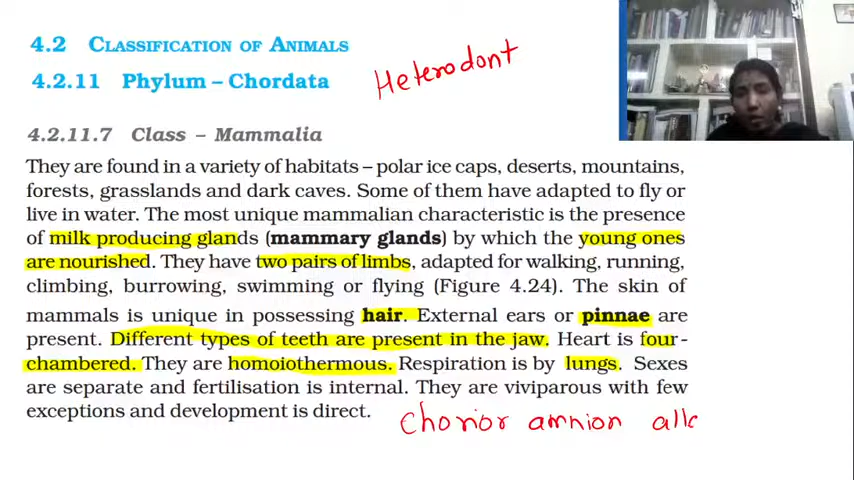 4.2 CLASSIFICATION OF ANIMALS
4.2.11 Phylum – Chordata
Heterodont
4.2.11.7 Class – Mammalia
They are found in a variety of habitats – polar ice caps, deserts, mountains,
forests, grasslands and dark caves. Some of them have adapted to fly or
live in water. The most unique mammalian characteristic is the presence
of milk producing glands (mammary glands) by which the young ones
are nourished. They have two pairs of limbs, adapted for walking, running,
climbing, burrowing, swimming or flying (Figure 4.24). The skin of
mammals is unique in possessing hair. External ears or pinnae are
present. Different types of teeth are present in the jaw. Heart is four-
chambered. They are homoiothermous. Respiration is by lungs. Sexes
are separate and fertilisation is internal. They are viviparous with few
exceptions and development is direct.
chorior amnion alla